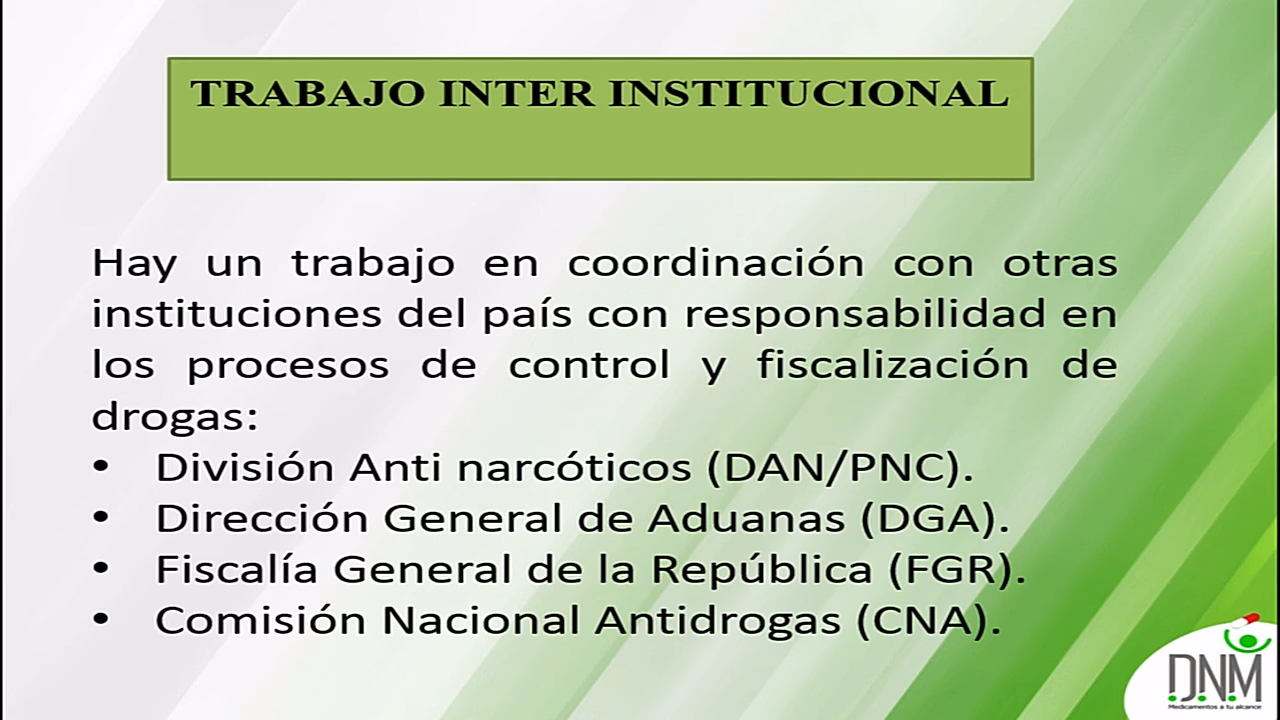 TRABAJO INTER INSTITUCIONAL
Hay un trabajo en coordinación con otras
instituciones del país con responsabilidad en
los procesos de control y fiscalización de
drogas:
• División Anti narcóticos (DAN/PNC).
• Dirección General de Aduanas (DGA).
• Fiscalía General de la República (FGR).
• Comisión Nacional Antidrogas (CNA).
DNM
Medicamentos a tu alcance